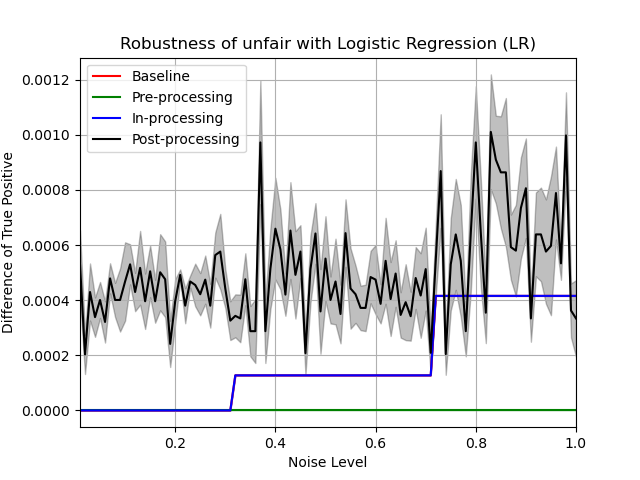 Robustness of unfair with Logistic Regression (LR)
Baseline
Pre-processing
In-processing
Post-processing
Difference of True Positive
0.0012
0.0010
0.0008
0.0006
0.0004
0.0002
0.0000
0.2 0.4 0.6 0.8 1.0
Noise Level